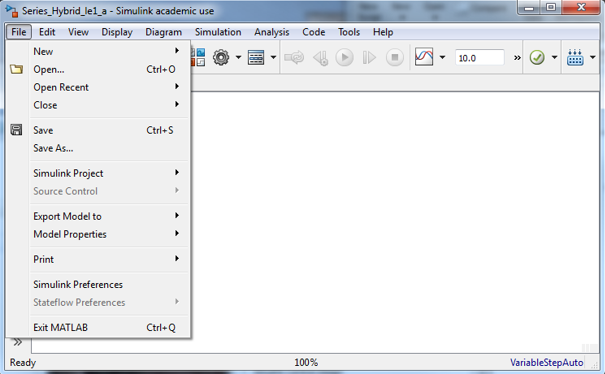 Series_Hybrid_le1_a - Simulink academic use
File Edit View Display Diagram Simulation Analysis Code Tools Help
10.0 »
New
Open... Ctrl+O
Open Recent
Close
Save Ctrl+S
Save As...
Simulink Project
Source Control
Export Model to
Model Properties
Print
Simulink Preferences
Stateflow Preferences
Exit MATLAB Ctrl+Q
»
Ready 100% VariableStepAuto